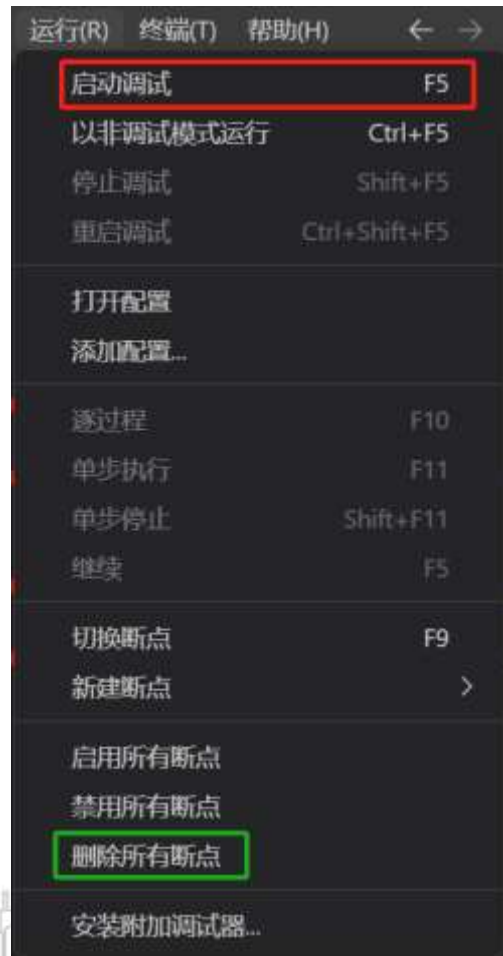 运行(R) 终端(T) 帮助(H) ← →
启动调试 F5
以非调试模式运行 Ctrl+F5
停止调试 Shift+F5
重启调试 Ctrl+Shift+F5
打开配置
添加配置...
逐过程 F10
单步执行 F11
单步停止 Shift+F11
继续 F5
切换断点 F9
新建断点 >
启用所有断点
禁用所有断点
删除所有断点
安装附加调试器...